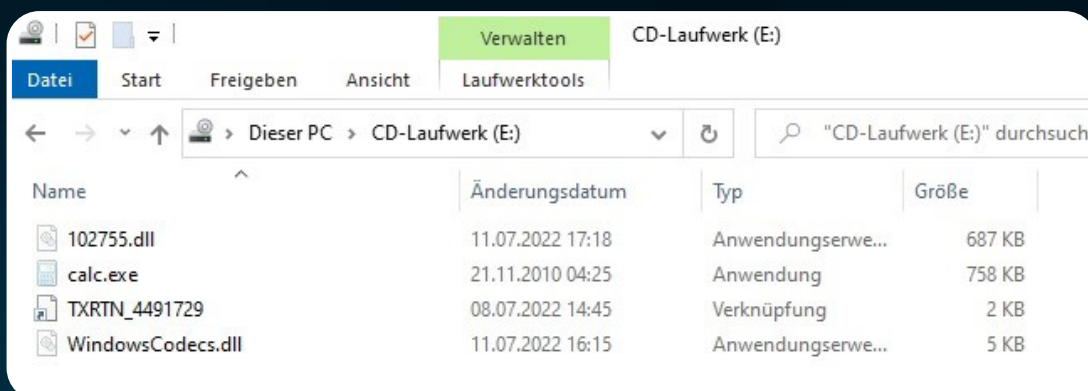 Verwalten CD-Laufwerk (E:)
Datei Start Freigeben Ansicht Laufwerktools
Dieser PC > CD-Laufwerk (E:) "CD-Laufwerk (E:)" durchsuch
Name Änderungsdatum Typ Größe
102755.dll 11.07.2022 17:18 Anwendungserwe... 687 KB
calc.exe 21.11.2010 04:25 Anwendung 758 KB
TXRTN_4491729 08.07.2022 14:45 Verknüpfung 2 KB
WindowsCodecs.dll 11.07.2022 16:15 Anwendungserwe... 5 KB